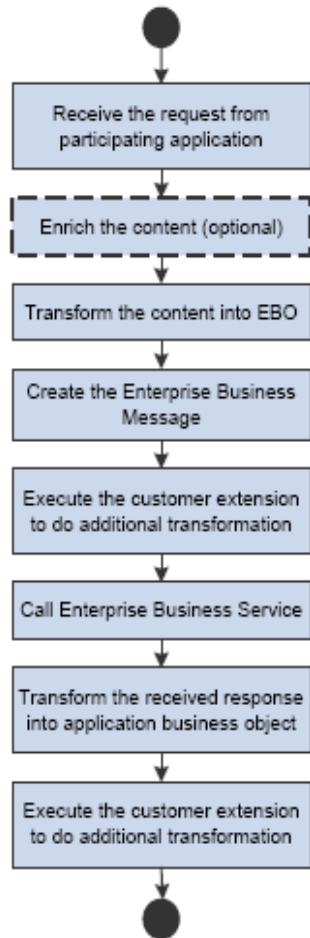 Receive the request from
participating application
Enrich the content (optional)
Transform the content into EBO
Create the Enterprise Business
Message
Execute the customer extension
to do additional transformation
Call Enterprise Business Service
Transform the received response
into application business object
Execute the customer extension
to do additional transformation